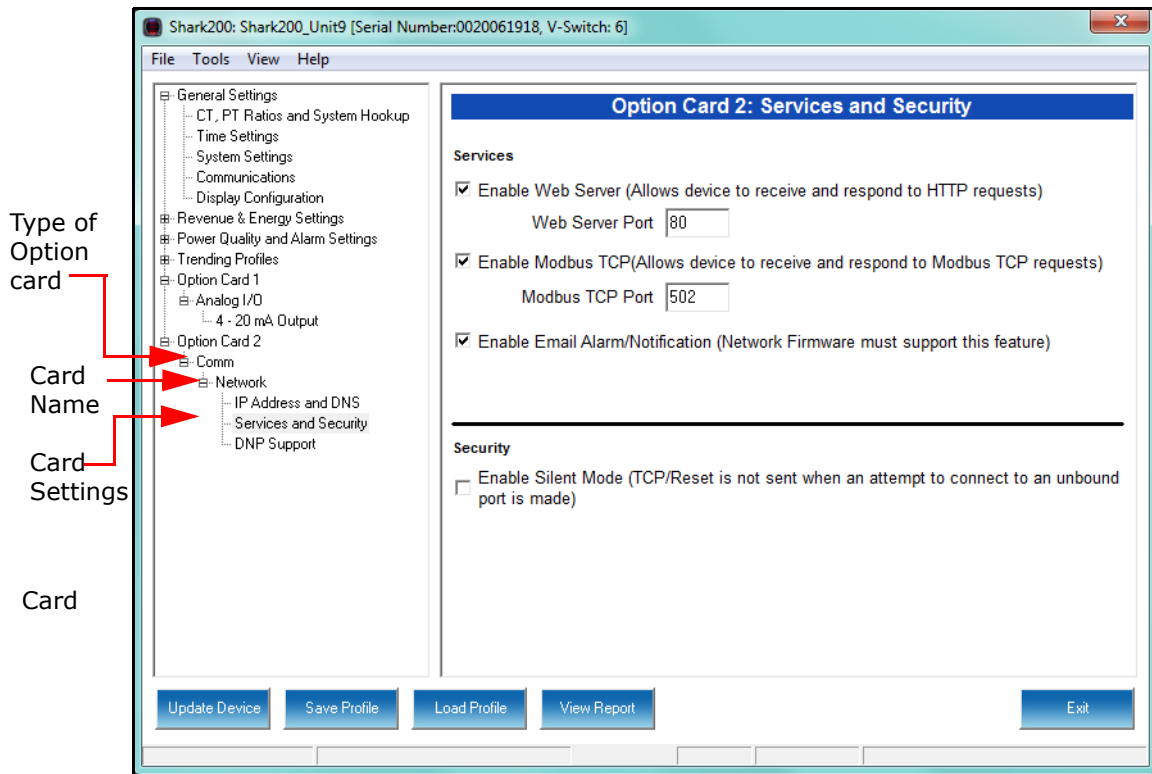 Shark200: Shark200_Unit9 [Serial Number:0020061918, V-Switch: 6]
x
File Tools View Help
General Settings
CT, PT Ratios and System Hookup
Time Settings
System Settings
Communications
Display Configuration
Revenue & Energy Settings
Power Quality and Alarm Settings
Trending Profiles
Option Card 1
Analog I/O
4 - 20 mA Output
Option Card 2
Comm
Network
IP Address and DNS
Services and Security
DNP Support
Type of
Option
card
Card
Name
Card
Settings
Card
Option Card 2: Services and Security
Services
Enable Web Server (Allows device to receive and respond to HTTP requests)
Web Server Port 80
Enable Modbus TCP(Allows device to receive and respond to Modbus TCP requests)
Modbus TCP Port 502
Enable Email Alarm/Notification (Network Firmware must support this feature)
Security
Enable Silent Mode (TCP/Reset is not sent when an attempt to connect to an unbound
port is made)
Update Device Save Profile Load Profile View Report Exit